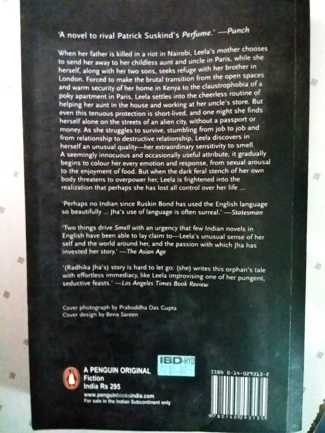 'A novel to rival Patrick Suskind's Perfume.' —Punch
When her father is killed in a riot in Nairobi, Leela's mother chooses
to send her away to her childless aunt and uncle in Paris, while she
herself, along with her two sons, seeks refuge with her brother in
London. Forced to make the brutal transition from the open spaces
and warm security of her home in Kenya to the claustrophobia of a
poky apartment in Paris, Leela settles into the cheerless routine of
helping her aunt in the house and working at her uncle's store. But
even this tenuous protection is short-lived, and one night she finds
herself alone on the streets of an alien city, without a passport or
money. As she struggles to survive, stumbling from job to job and
from relationship to destructive relationship, Leela discovers in
herself an unusual quality—her extraordinary sensitivity to smell.
A seemingly innocuous and occasionally useful attribute, it gradually
begins to colour her every emotion and response, from sexual arousal
to the enjoyment of food. But when the dark feral stench of her own
body threatens to overpower her, Leela is frightened into the
realization that perhaps she has lost all control over her life ...
'Perhaps no Indian since Ruskin Bond has used the English language
so beautifully ... Jha's use of language is often surreal.' —Statesman
'Two things drive Smell with an urgency that few Indian novels in
English have been able to lay claim to—Leela's unusual sense of her
self and the world around her, and the passion with which Jha has
invested her story.' —The Asian Age
'(Radhika Jha's) story is hard to let go: (she) writes this orphan's tale
with effortless immediacy, like Leela improvising one of her pungent,
seductive feasts.' —Los Angeles Times Book Review
Cover photograph by Prabuddha Das Gupta
Cover design by Bena Sareen
A PENGUIN ORIGINAL
Fiction
India Rs 295
www.penguinbooksindia.com
For sale in the Indian Subcontinent only
IBD-HYD
ISBN 0-14-029313-2